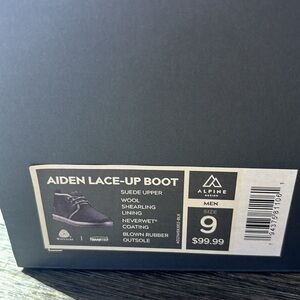 AIDEN LACE-UP BOOT
SUEDE UPPER
WOOL
SHEARLING
LINING
NEVERWET®
COATING
BLOWN RUBBER
OUTSOLE
ALPINE
DESIGN
MEN
SIZE
9
$99.99